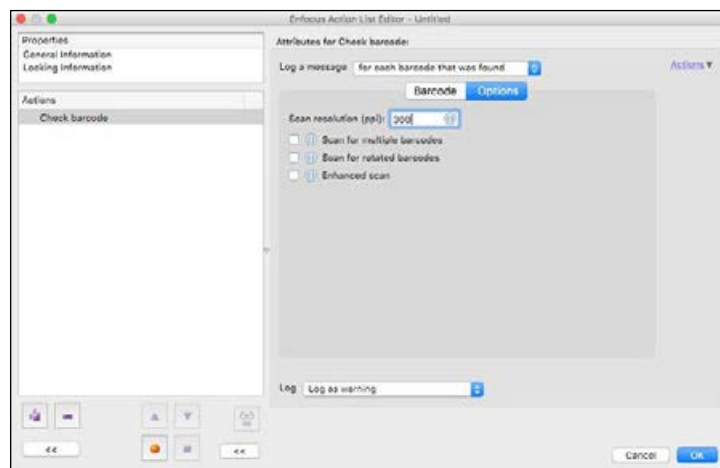 Enfocus Action List Editor - Untitled
Properties
General Information
Locking Information
Actions
Check barcode
Attributes for Check barcode:
Log a message for each barcode that was found
Actions ▼
Barcode Options
Scan resolution (ppi): 300
Scan for multiple barcodes
Scan for rotated barcodes
Enhanced scan
Log Log as warning
<< <<
Cancel OK